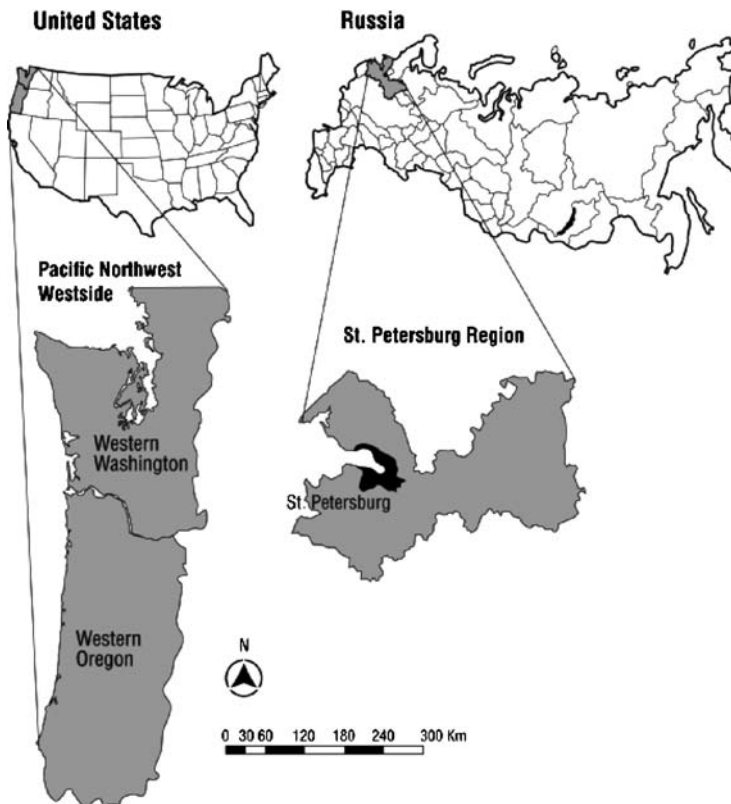 United States
Russia
Pacific Northwest
Westside
St. Petersburg Region
Western
Washington
St. Petersburg
Western
Oregon
N
0 30 60 120 180 240 300 Km